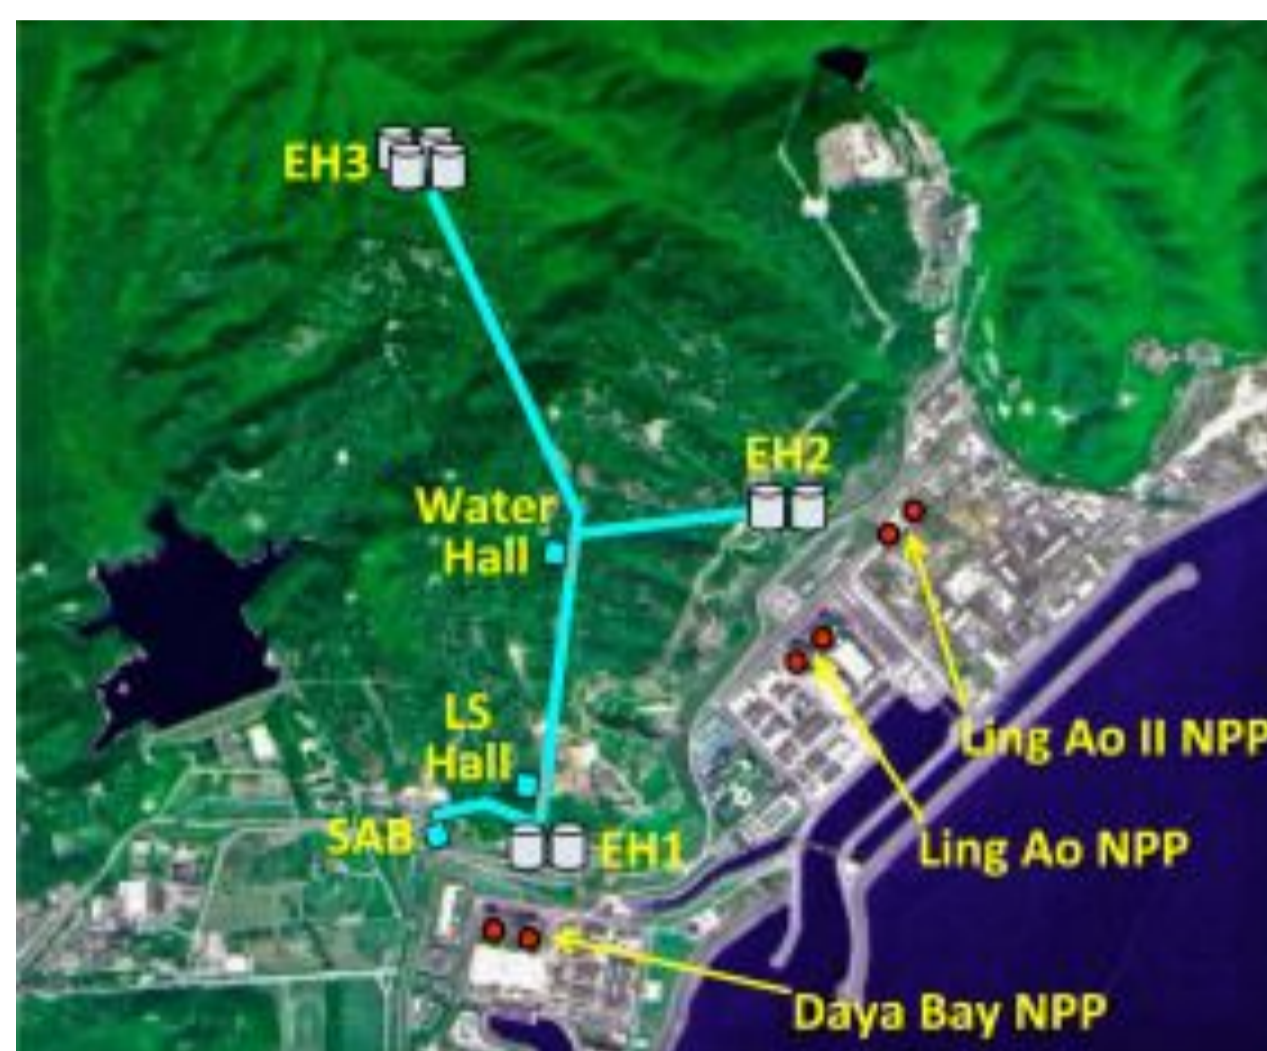 EH3
EH2
Water
Hall
LS
Hall
Ling Ao II NPP
SAB
EH1
Ling Ao NPP
Daya Bay NPP